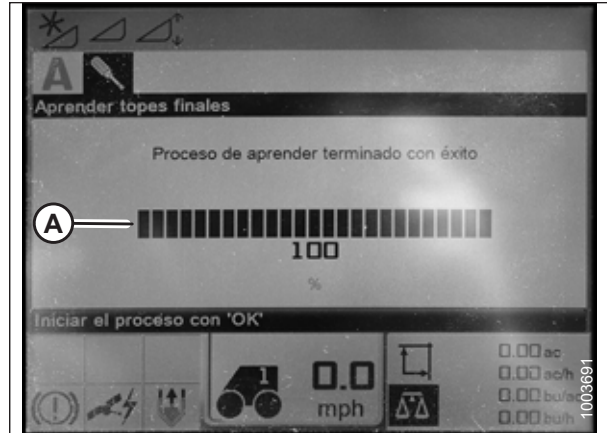 A
Aprender topes finales
Proceso de aprender terminado con éxito
A
100
%
Iniciar el proceso con 'OK'
1
0.0
mph
0.00 ac
0.00 ac/h
0.00 bu/ac
0.00 bu/h
1003691